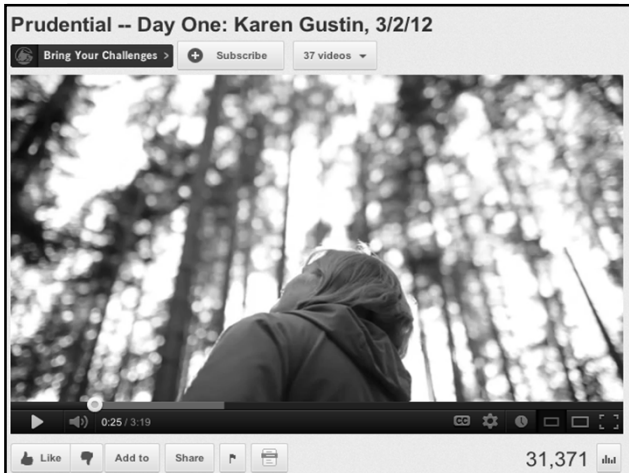 Prudential -- Day One: Karen Gustin, 3/2/12
Bring Your Challenges > Subscribe 37 videos
0:25 / 3:19 CC
Like Add to Share 31,371